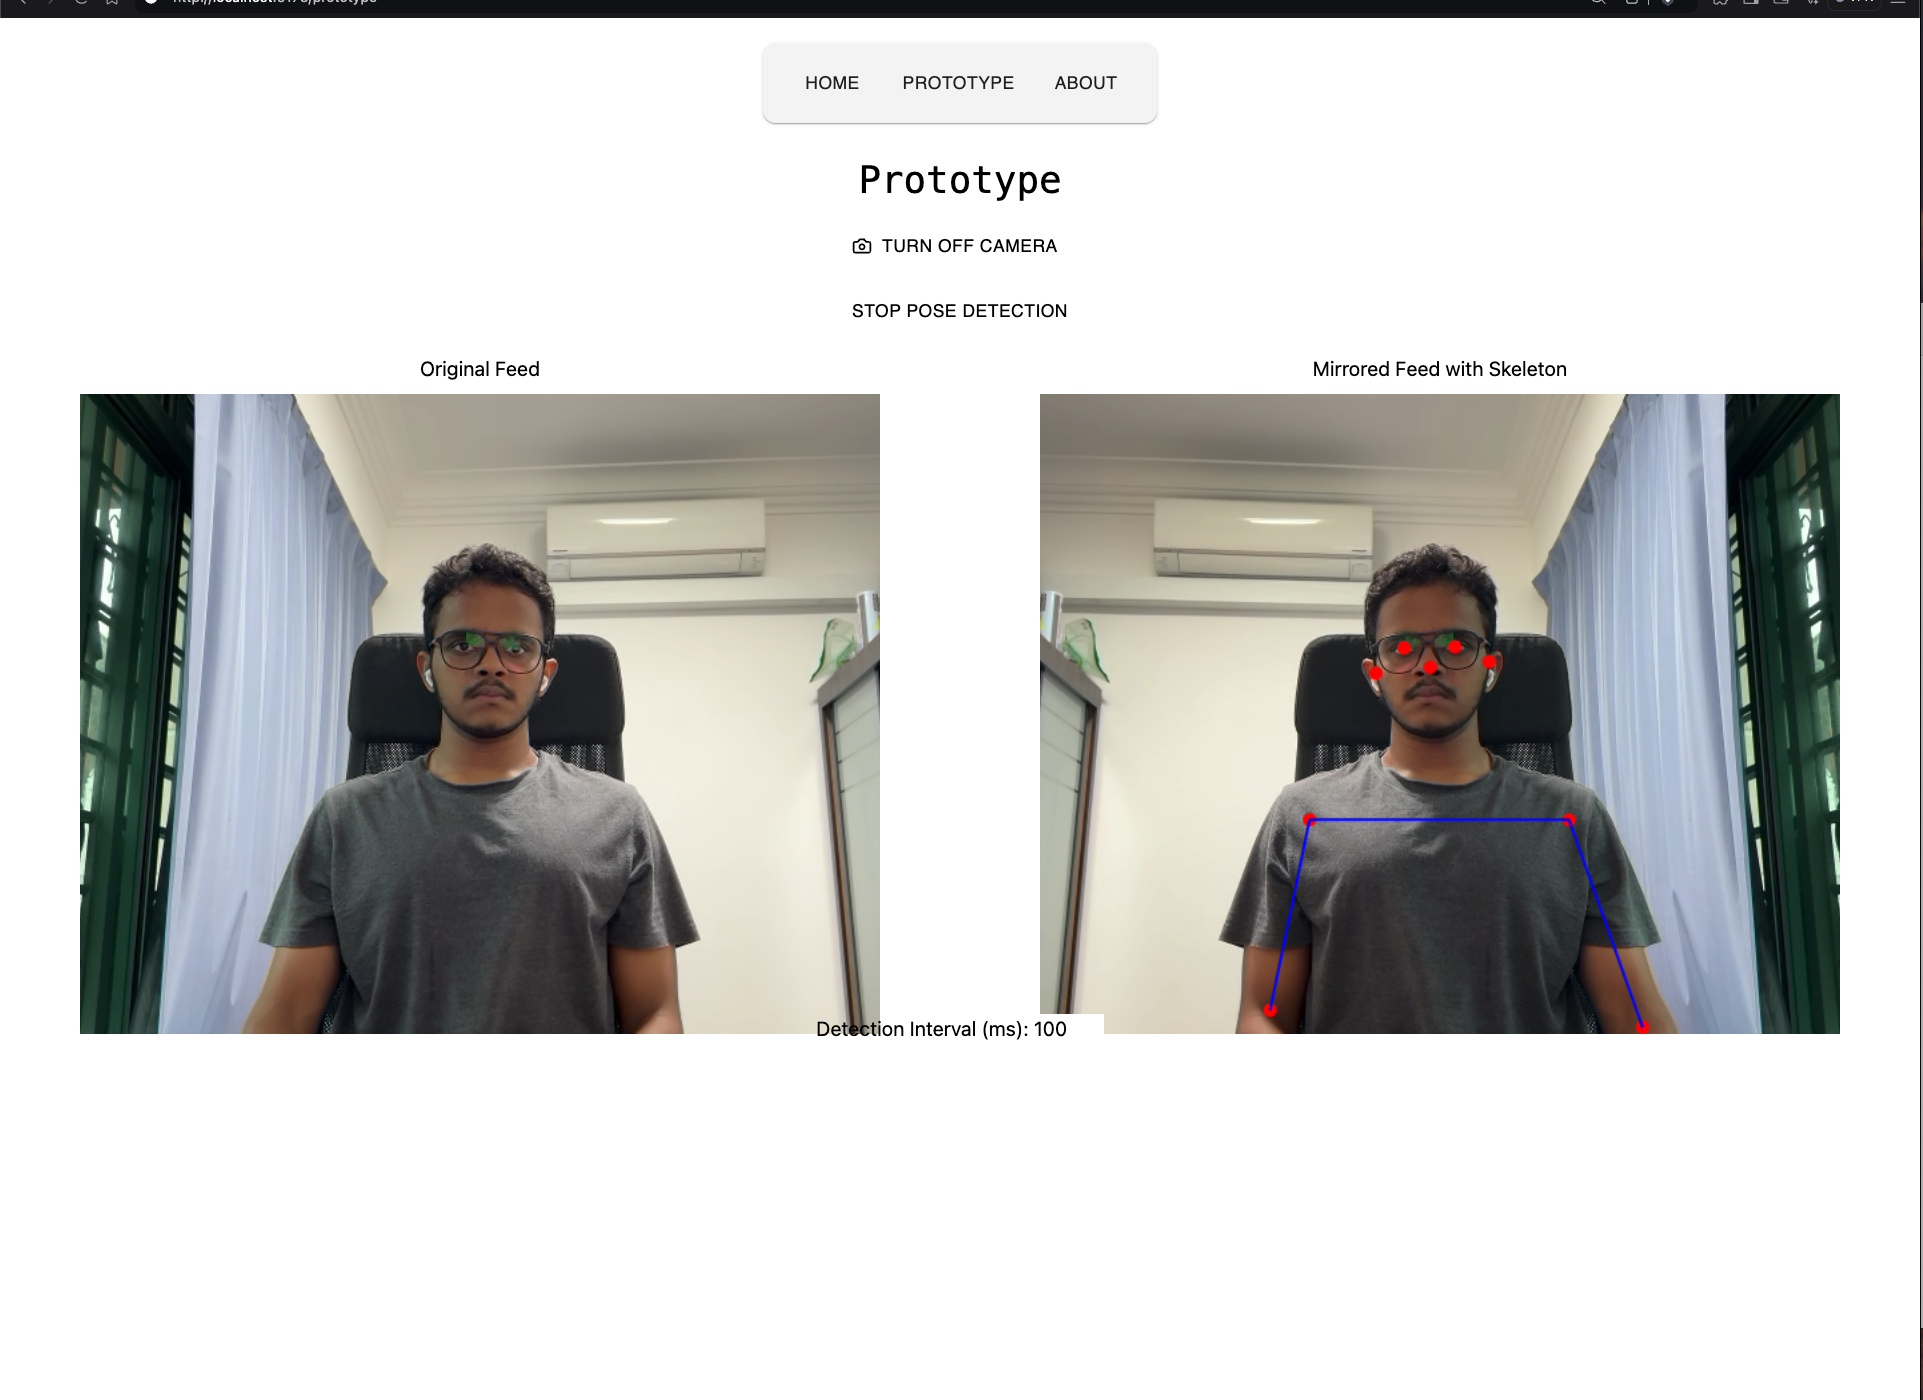 HOME PROTOTYPE ABOUT
Prototype
TURN OFF CAMERA
STOP POSE DETECTION
Original Feed
Mirrored Feed with Skeleton
Detection Interval (ms): 100